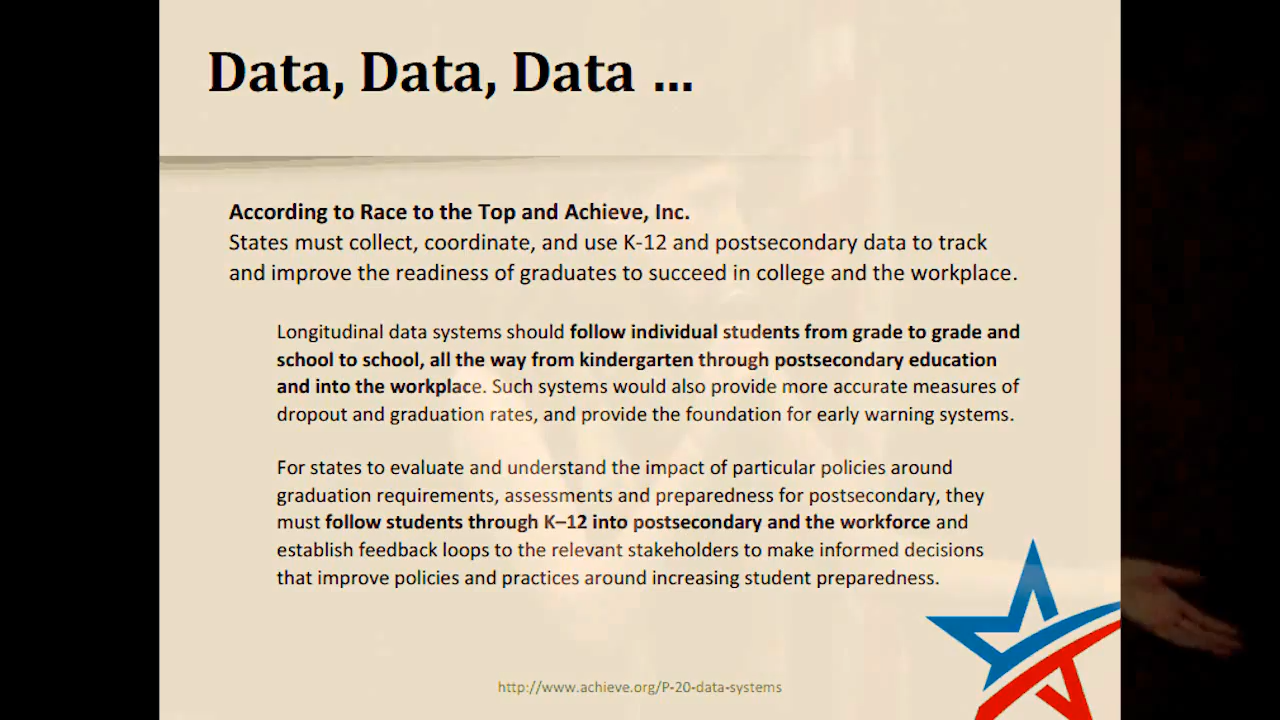 Data, Data, Data ...
According to Race to the Top and Achieve, Inc.
States must collect, coordinate, and use K-12 and postsecondary data to track
and improve the readiness of graduates to succeed in college and the workplace.
Longitudinal data systems should follow individual students from grade to grade and
school to school, all the way from kindergarten through postsecondary education
and into the workplace. Such systems would also provide more accurate measures of
dropout and graduation rates, and provide the foundation for early warning systems.
For states to evaluate and understand the impact of particular policies around
graduation requirements, assessments and preparedness for postsecondary, they
must follow students through K–12 into postsecondary and the workforce and
establish feedback loops to the relevant stakeholders to make informed decisions
that improve policies and practices around increasing student preparedness.
http://www.achieve.org/P-20-data-systems